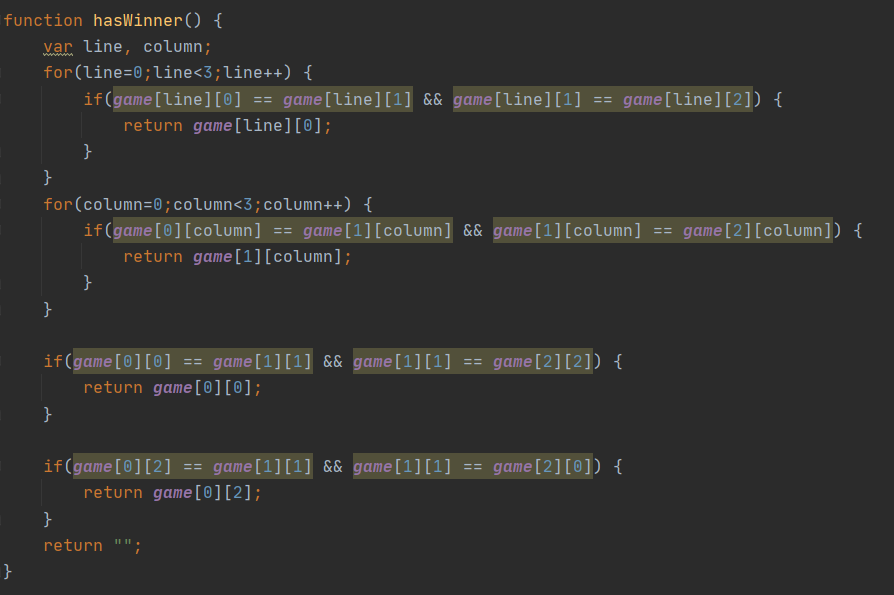 function hasWinner() {
    var line, column;
    for(line=0;line<3;line++) {
        if(game[line][0] == game[line][1] && game[line][1] == game[line][2]) {
            return game[line][0];
        }
    }
    for(column=0;column<3;column++) {
        if(game[0][column] == game[1][column] && game[1][column] == game[2][column]) {
            return game[1][column];
        }
    }

    if(game[0][0] == game[1][1] && game[1][1] == game[2][2]) {
        return game[0][0];
    }

    if(game[0][2] == game[1][1] && game[1][1] == game[2][0]) {
        return game[0][2];
    }
    return "";
}